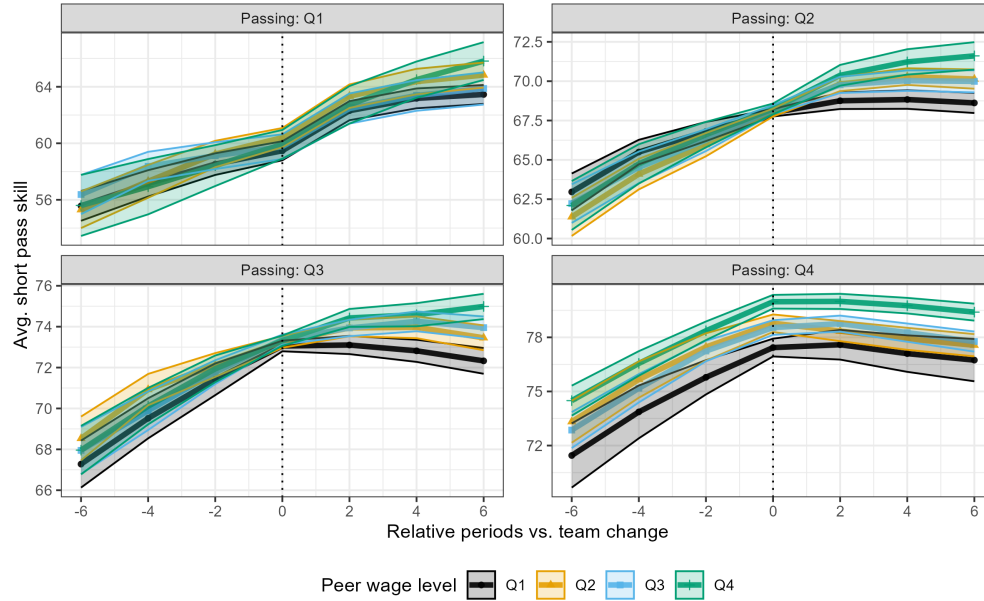 Passing: Q1
Passing: Q2
64
60
56
72.5
70.0
67.5
65.0
62.5
60.0
Passing: Q3
Passing: Q4
76
74
72
70
68
66
78
75
72
-6 -4 -2 0 2 4 6
-6 -4 -2 0 2 4 6
Avg. short pass skill
Relative periods vs. team change
Peer wage level Q1 Q2 Q3 Q4